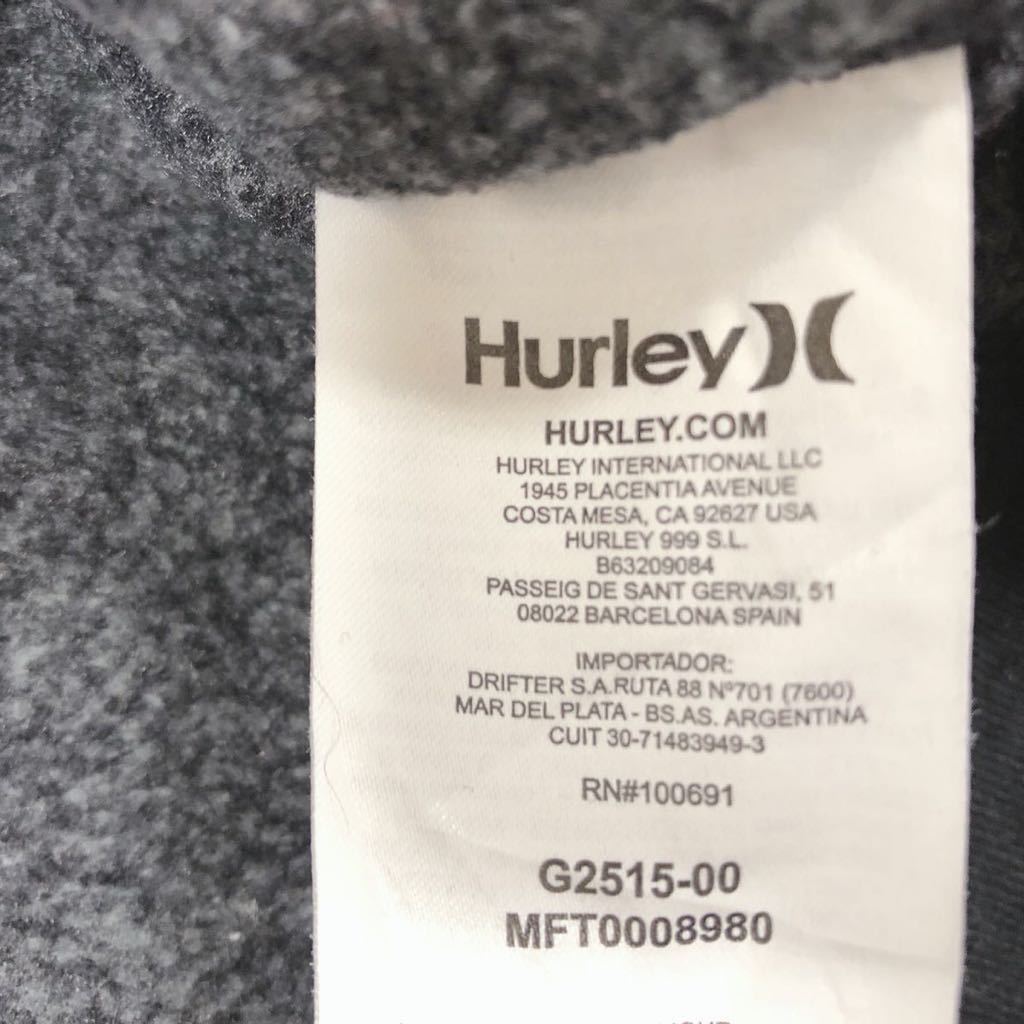 Hurley
HURLEY.COM
HURLEY INTERNATIONAL LLC
1945 PLACENTIA AVENUE
COSTA MESA, CA 92627 USA
HURLEY 999 S.L.
B63209084
PASSEIG DE SANT GERVASI, 51
08022 BARCELONA SPAIN
IMPORTADOR:
DRIFTER S.A.RUTA 88 Nº701 (7600)
MAR DEL PLATA - BS.AS. ARGENTINA
CUIT 30-71483949-3
RN#100691
G2515-00
MFT0008980